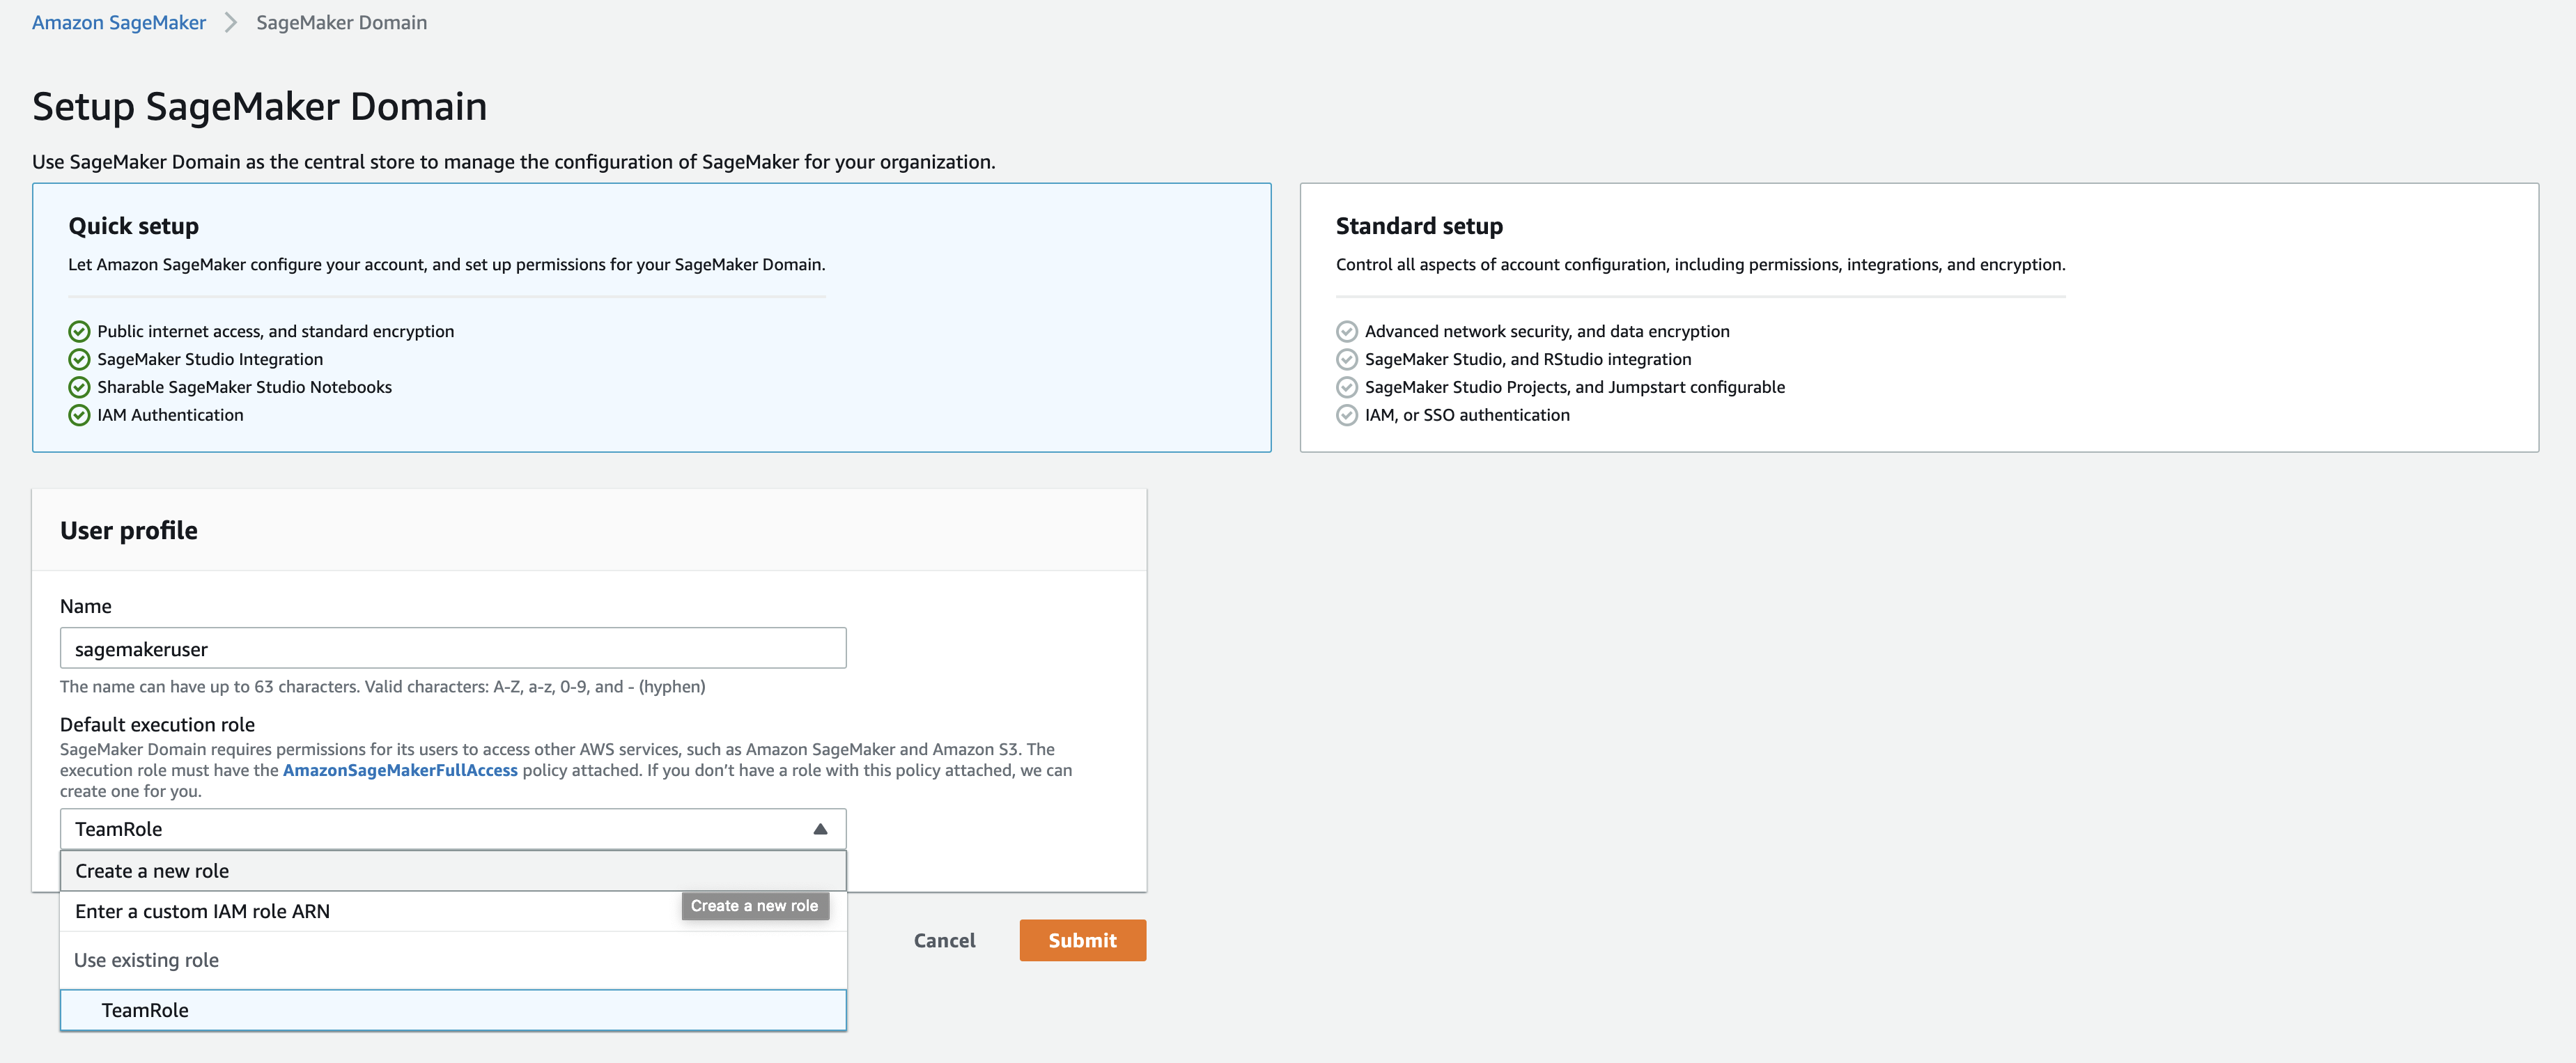 Amazon SageMaker
SageMaker Domain
Setup SageMaker Domain
Use SageMaker Domain as the central store to manage the configuration of SageMaker for your organization.
Quick setup
Let Amazon SageMaker configure your account, and set up permissions for your SageMaker Domain.
Public internet access, and standard encryption
SageMaker Studio Integration
Sharable SageMaker Studio Notebooks
IAM Authentication
Standard setup
Control all aspects of account configuration, including permissions, integrations, and encryption.
Advanced network security, and data encryption
SageMaker Studio, and RStudio integration
SageMaker Studio Projects, and Jumpstart configurable
IAM, or SSO authentication
User profile
Name
sagemakeruser
The name can have up to 63 characters. Valid characters: A-Z, a-z, 0-9, and - (hyphen)
Default execution role
SageMaker Domain requires permissions for its users to access other AWS services, such as Amazon SageMaker and Amazon S3. The
execution role must have the AmazonSageMakerFullAccess policy attached. If you don’t have a role with this policy attached, we can
create one for you.
TeamRole
Create a new role
Enter a custom IAM role ARN
Create a new role
Use existing role
TeamRole
Cancel
Submit